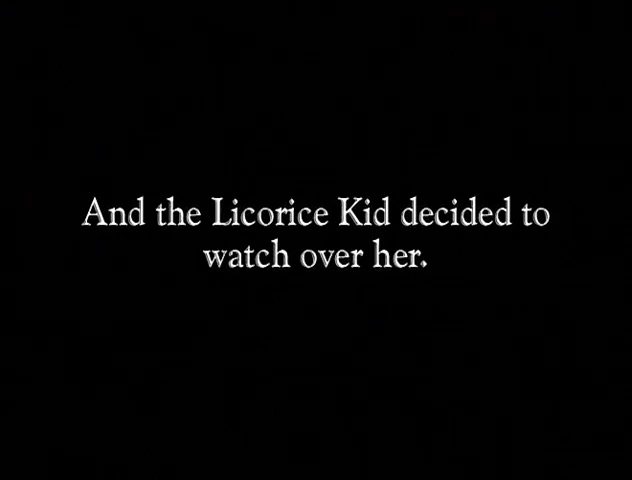 And the Licorice Kid decided to
watch over her.